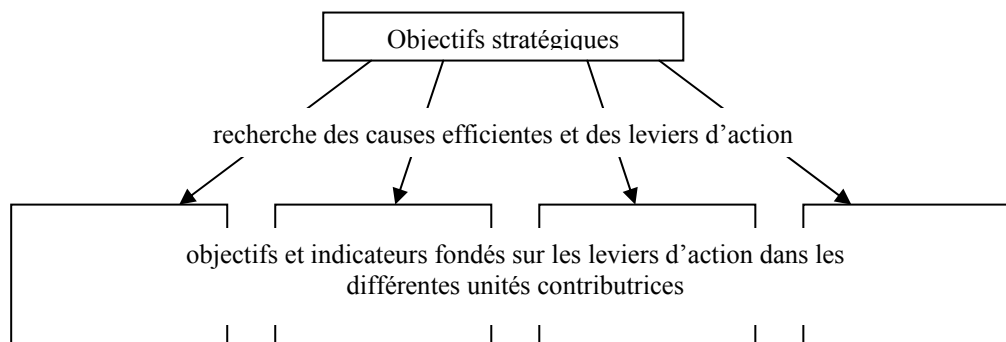 Objectifs stratégiques
recherche des causes efficientes et des leviers d’action
objectifs et indicateurs fondés sur les leviers d’action dans les
différentes unités contributrices